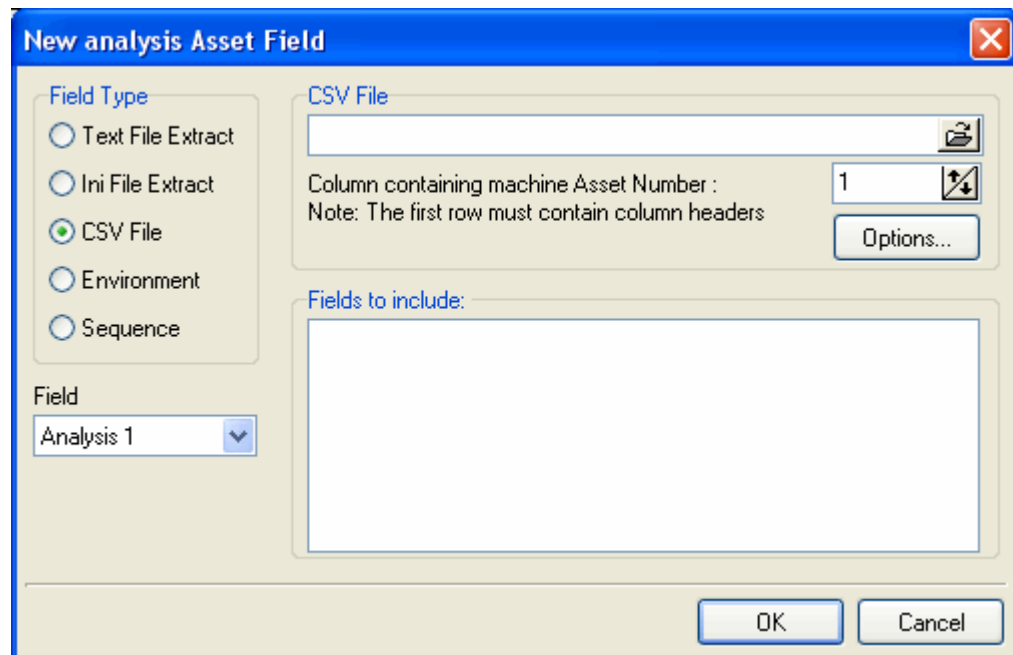 New analysis Asset Field
Field Type
Text File Extract
Ini File Extract
CSV File
Environment
Sequence
Field
Analysis 1
CSV File
Column containing machine Asset Number :
1
Note: The first row must contain column headers
Options...
Fields to include:
OK
Cancel